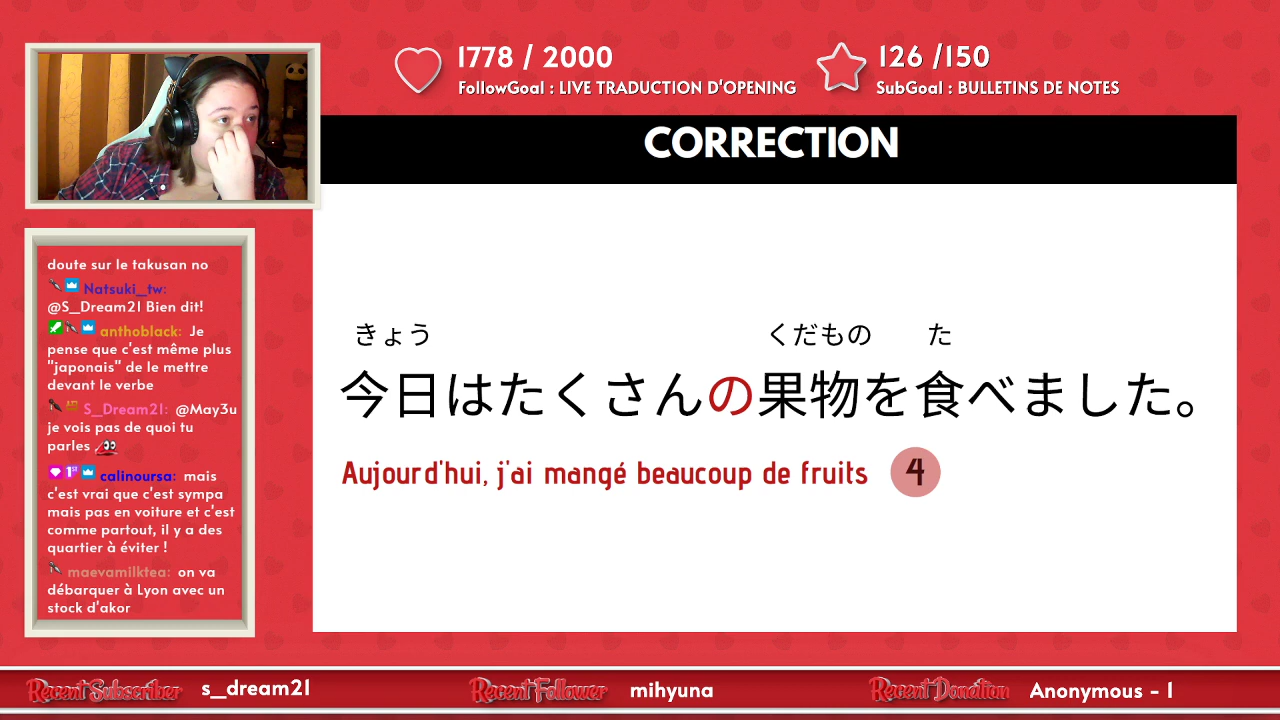 1778 / 2000
FollowGoal : LIVE TRADUCTION D'OPENING
126 /150
SubGoal : BULLETINS DE NOTES
CORRECTION
doute sur le takusan no
Natsuki_tw:
@S_Dream21 Bien dit!
anthoblack: Je
pense que c'est même plus
"japonais" de le mettre
devant le verbe
S_Dream21: @May3u
je vois pas de quoi tu
parles
1st calinoursa: mais
c'est vrai que c'est sympa
mais pas en voiture et c'est
comme partout, il y a des
quartier à éviter !
maevamilktea: on va
débarquer à Lyon avec un
stock d'akor
きょう くだもの た
今日はたくさんの果物を食べました。
Aujourd'hui, j'ai mangé beaucoup de fruits 4
Recent Subscriber s_dream21
Recent Follower mihyuna
Recent Donation Anonymous - 1